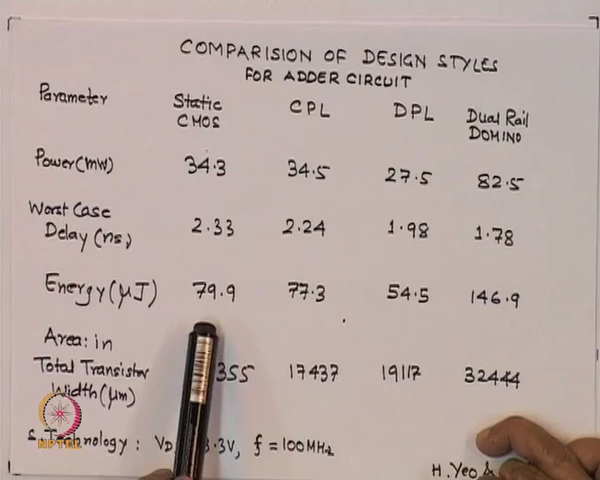 COMPARISION OF DESIGN STYLES
FOR ADDER CIRCUIT
Parameter Static CMOS CPL DPL Dual Rail DOMINO
Power(mW) 34.3 34.5 27.5 82.5
Worst Case
Delay(ns) 2.33 2.24 1.98 1.78
Energy(μJ) 79.9 77.3 54.5 146.9
Area: in
Total Transistor 355 17437 19117 32444
Width(μm)
Technology: VD 3.3V, f = 100MHz
H. Yeo &
NPTEL